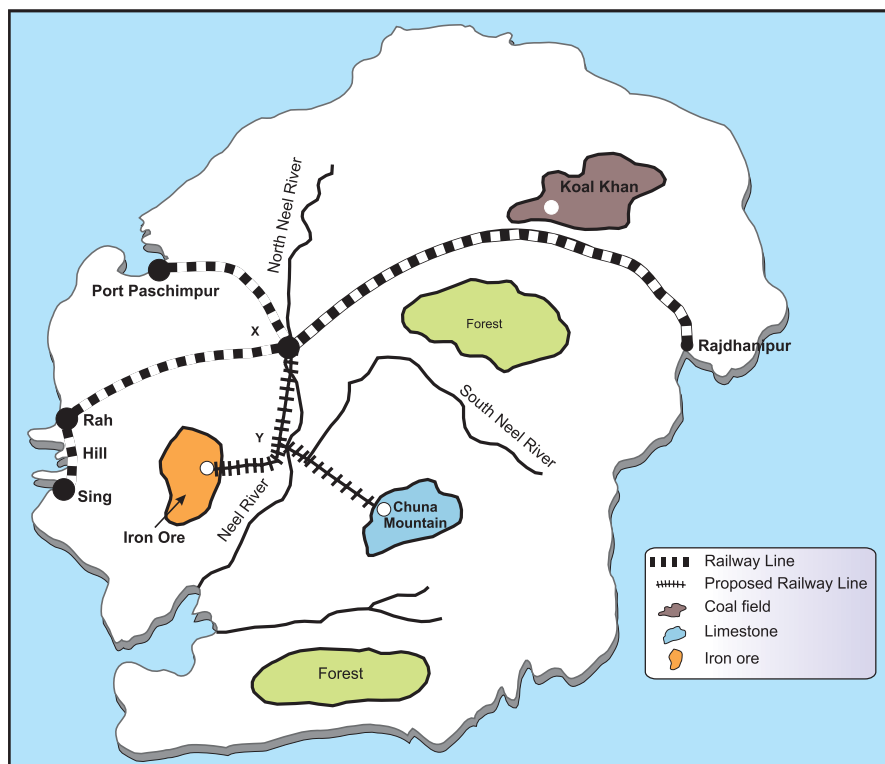 North Neel River
Koal Khan
Port Paschimpur
X
Forest
Rajdhanipur
Rah
Hill
Sing
Y
South Neel River
Neel River
Iron Ore
Chuna
Mountain
Forest
Railway Line
Proposed Railway Line
Coal field
Limestone
Iron ore